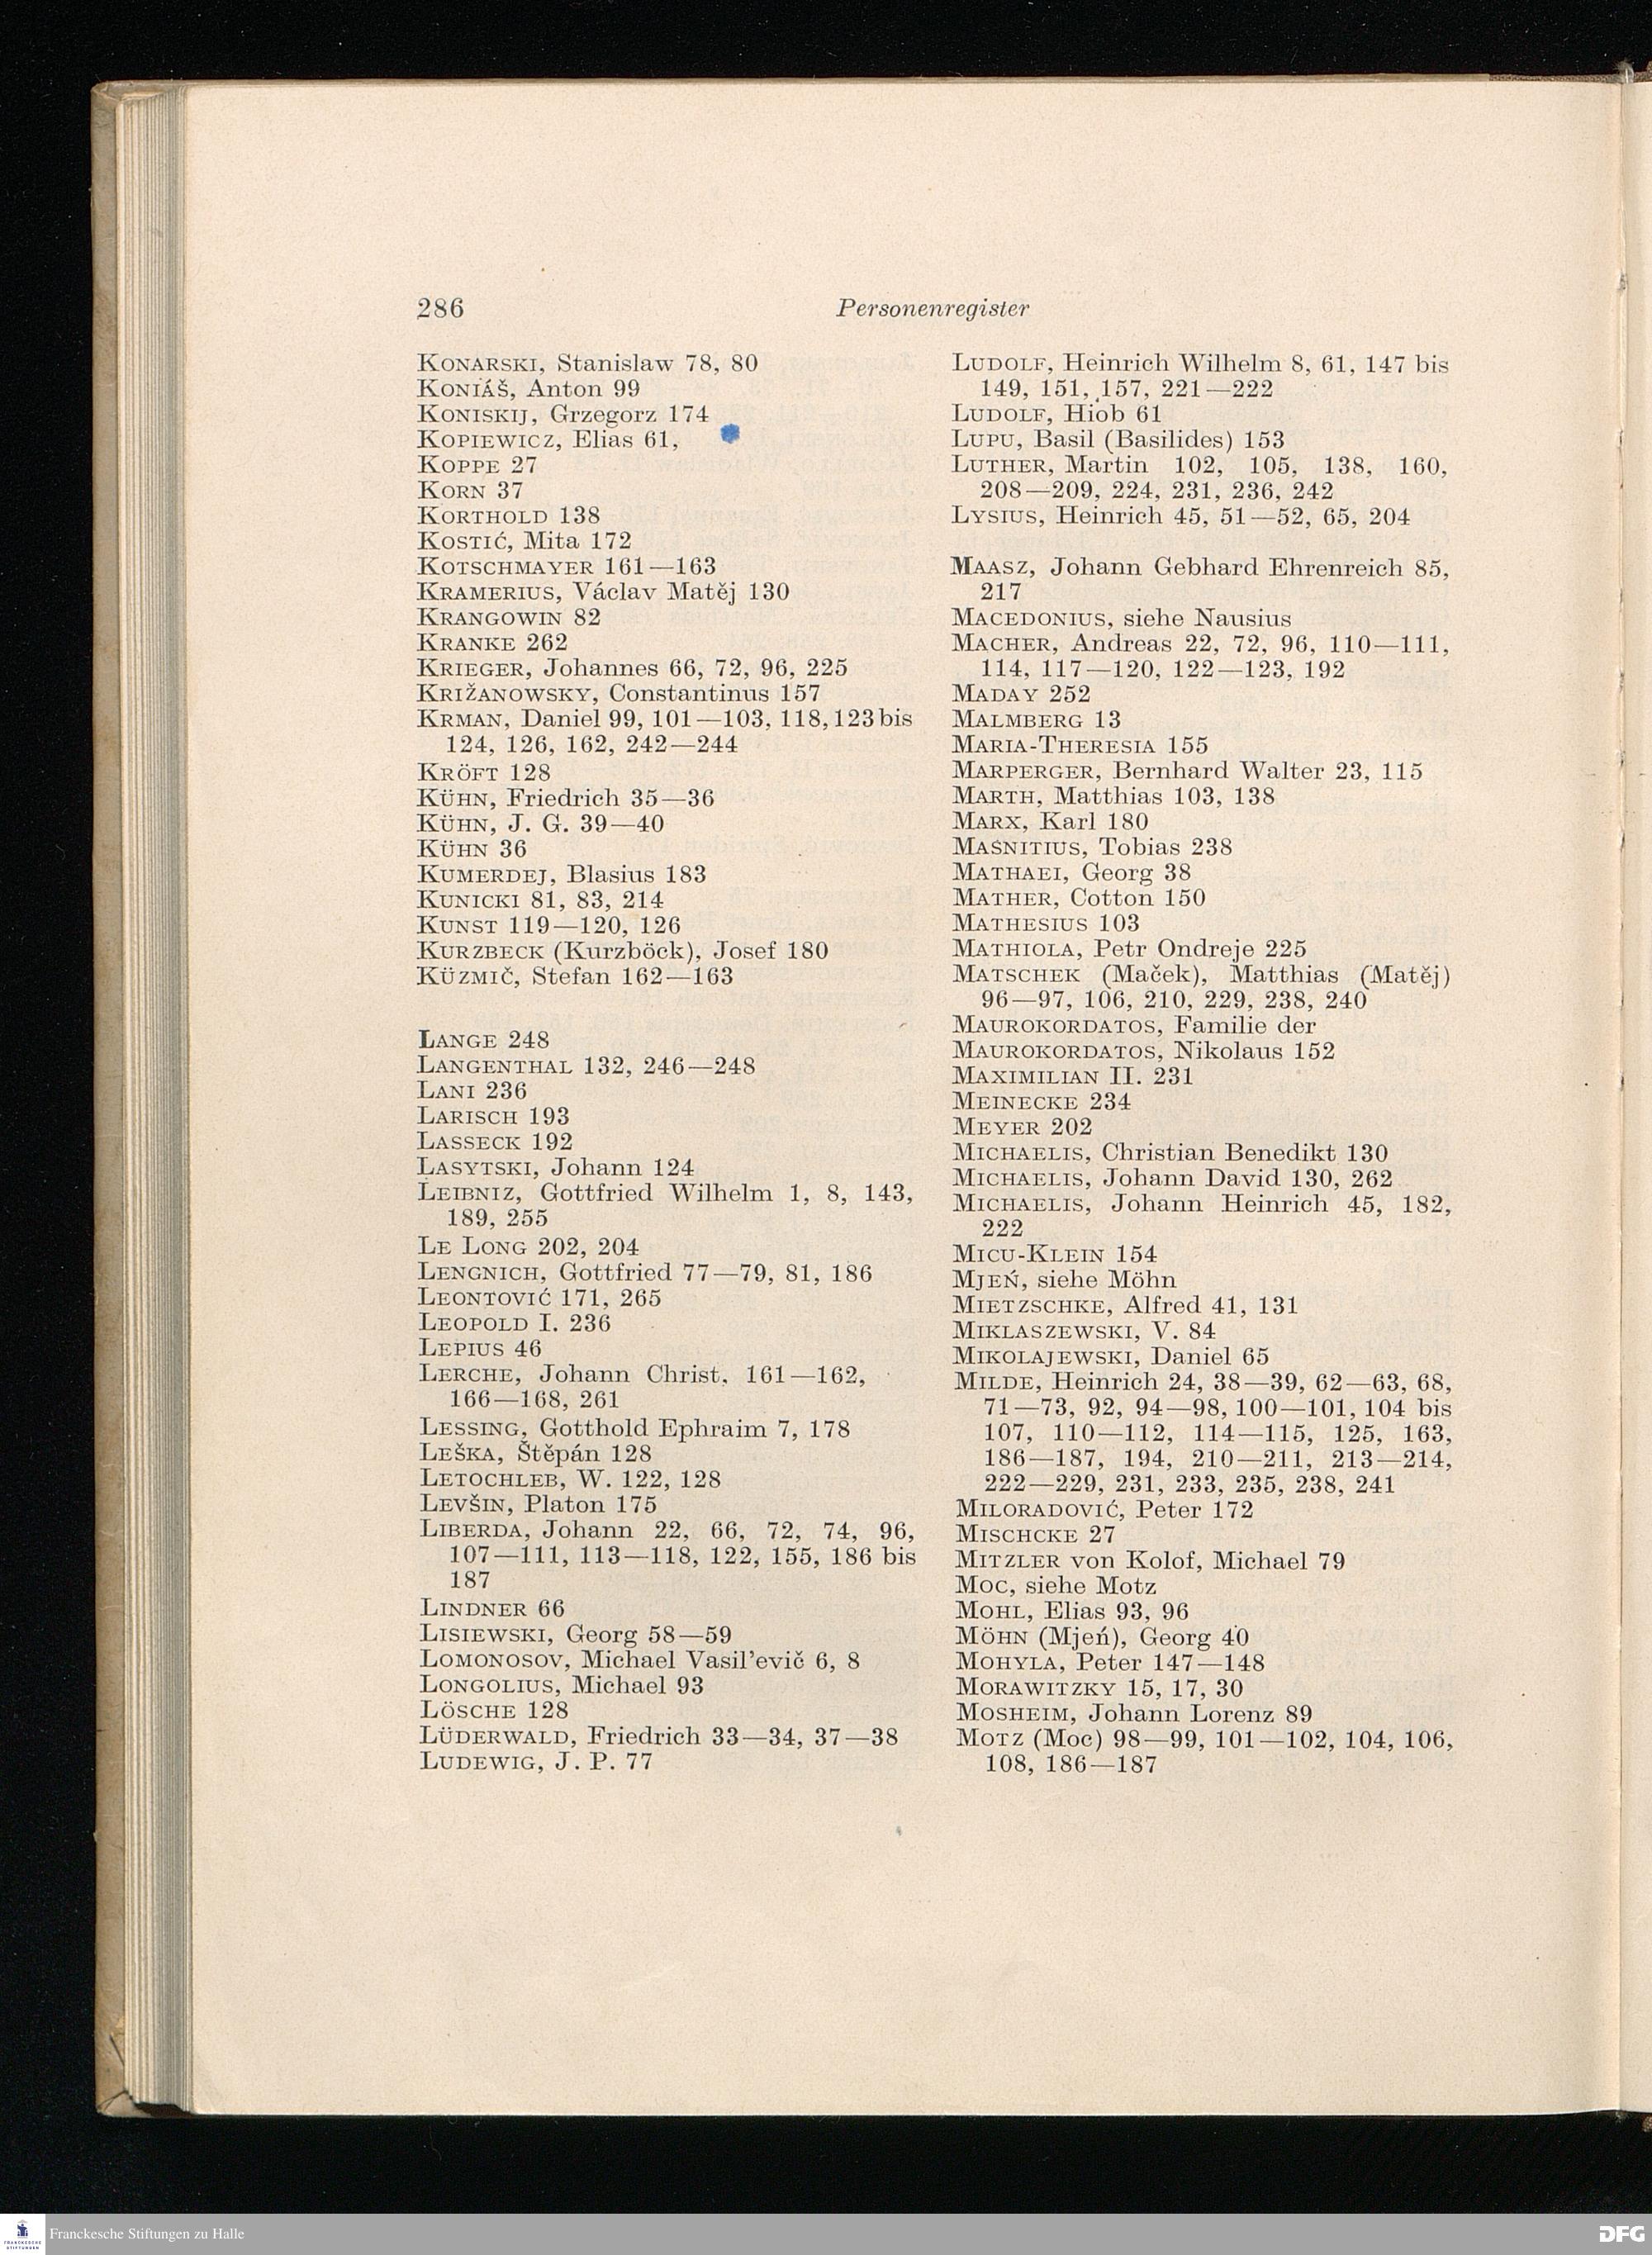 286
Personenregister
KONARSKI, Stanislaw 78, 80
KONIÁŠ, Anton 99
KONISKIJ, Grzegorz 174
KOPIEWICZ, Elias 61,
KOPPE 27
KORN 37
KORTHOLD 138
KOSTIĆ, Mita 172
KOTSCHMAYER 161—163
KRAMERIUS, Václav Matěj 130
KRANGOWIN 82
KRANKE 262
KRIEGER, Johannes 66, 72, 96, 225
KRIŽANOWSKY, Constantinus 157
KRMAN, Daniel 99, 101—103, 118, 123 bis
124, 126, 162, 242—244
KRÖFT 128
KÜHN, Friedrich 35—36
KÜHN, J. G. 39—40
KÜHN 36
KUMERDEJ, Blasius 183
KUNICKI 81, 83, 214
KUNST 119—120, 126
KURZBECK (Kurzböck), Josef 180
KÜZMIČ, Stefan 162—163
LANGE 248
LANGENTHAL 132, 246—248
LANI 236
LARISCH 193
LASSECK 192
LASYTSKI, Johann 124
LEIBNIZ, Gottfried Wilhelm 1, 8, 143,
189, 255
LE LONG 202, 204
LENGNICH, Gottfried 77—79, 81, 186
LEONTOVIĆ 171, 265
LEOPOLD I. 236
LEPIUS 46
LERCHE, Johann Christ. 161—162,
166—168, 261
LESSING, Gotthold Ephraim 7, 178
LEŠKA, Štěpán 128
LETOCHLEB, W. 122, 128
LEVŠIN, Platon 175
LIBERDA, Johann 22, 66, 72, 74, 96,
107—111, 113—118, 122, 155, 186 bis
187
LINDNER 66
LISIEWSKI, Georg 58—59
LOMONOSOV, Michael Vasil’evič 6, 8
LONGOLIUS, Michael 93
LÖSCHE 128
LÜDERWALD, Friedrich 33—34, 37—38
LUDEWIG, J. P. 77
LUDOLF, Heinrich Wilhelm 8, 61, 147 bis
149, 151, 157, 221—222
LUDOLF, Hiob 61
LUPU, Basil (Basilides) 153
LUTHER, Martin 102, 105, 138, 160,
208—209, 224, 231, 236, 242
LYSIUS, Heinrich 45, 51—52, 65, 204
MAASZ, Johann Gebhard Ehrenreich 85,
217
MACEDONIUS, siehe Nausius
MACHER, Andreas 22, 72, 96, 110—111,
114, 117—120, 122—123, 192
MADAY 252
MALMBERG 13
MARIA-THERESIA 155
MARPERGER, Bernhard Walter 23, 115
MARTH, Matthias 103, 138
MARX, Karl 180
MASNITIUS, Tobias 238
MATHAEI, Georg 38
MATHER, Cotton 150
MATHESIUS 103
MATHIOLA, Petr Ondreje 225
MATSCHEK (Maček), Matthias (Matěj)
96—97, 106, 210, 229, 238, 240
MAUROKORDATOS, Familie der
MAUROKORDATOS, Nikolaus 152
MAXIMILIAN II. 231
MEINECKE 234
MEYER 202
MICHAELIS, Christian Benedikt 130
MICHAELIS, Johann David 130, 262
MICHAELIS, Johann Heinrich 45, 182,
222
MICU-KLEIN 154
MJEŃ, siehe Möhn
MIETZSCHKE, Alfred 41, 131
MIKLASZEWSKI, V. 84
MIKOLAJEWSKI, Daniel 65
MILDE, Heinrich 24, 38—39, 62—63, 68,
71—73, 92, 94—98, 100—101, 104 bis
107, 110—112, 114—115, 125, 163,
186—187, 194, 210—211, 213—214,
222—229, 231, 233, 235, 238, 241
MILORADOVIĆ, Peter 172
MISCHCKE 27
MITZLER von Kolof, Michael 79
MOC, siehe Motz
MOHL, Elias 93, 96
MÖHN (Mjeń), Georg 40
MOHYLA, Peter 147—148
MORAWITZKY 15, 17, 30
MOSHEIM, Johann Lorenz 89
MOTZ (Moc) 98—99, 101—102, 104, 106,
108, 186—187
FRANCKESCHE
STIFTUNGEN
Franckesche Stiftungen zu Halle
DFG